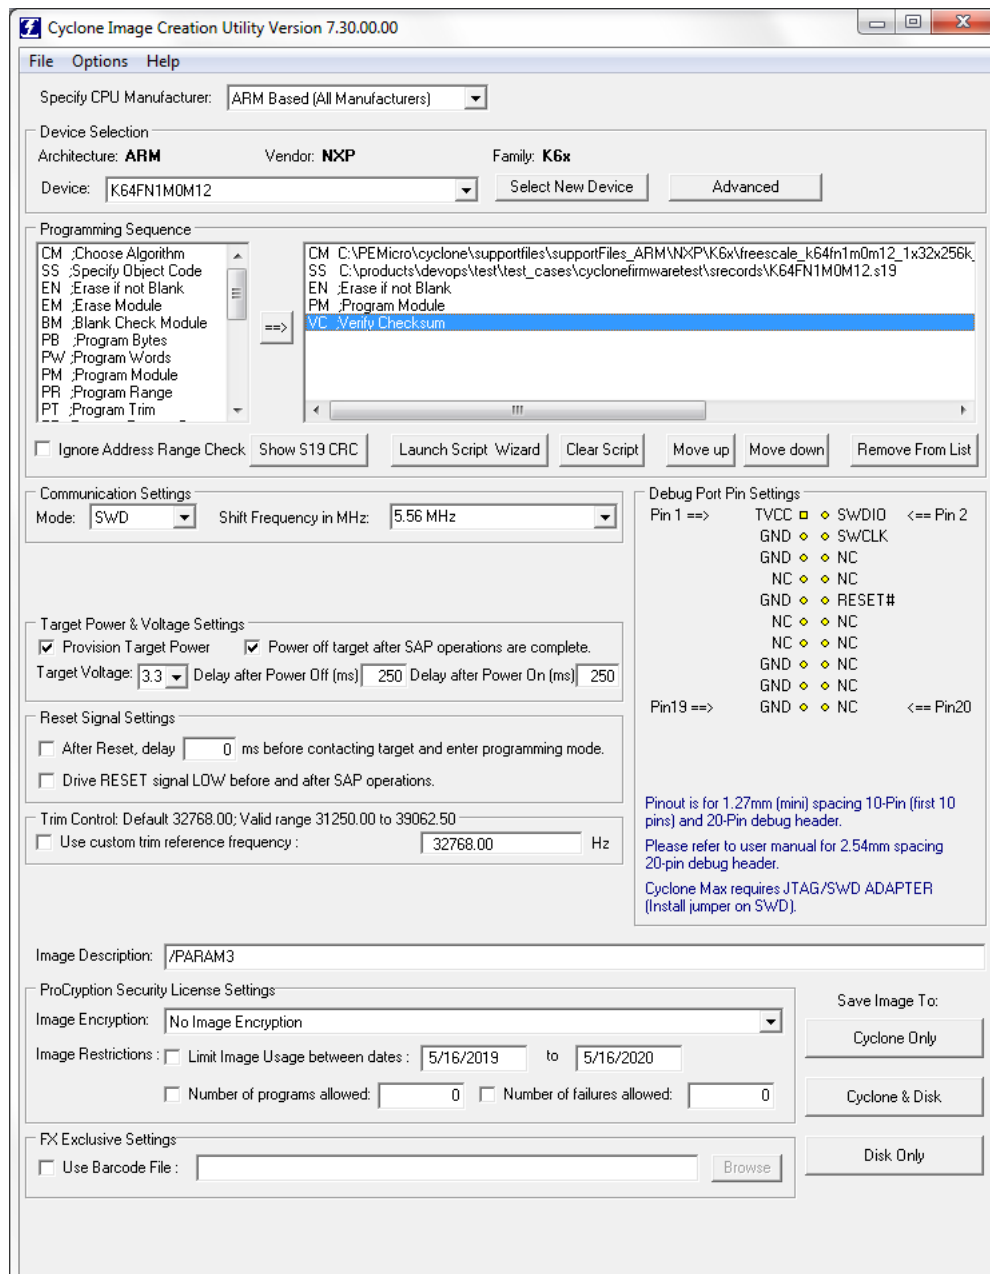 Cyclone Image Creation Utility Version 7.30.00.00
File Options Help
Specify CPU Manufacturer: ARM Based (All Manufacturers)
Device Selection
Architecture: ARM Vendor: NXP Family: K6x
Device: K64FN1M0M12 Select New Device Advanced
Programming Sequence
CM ;Choose Algorithm
SS ;Specify Object Code
EN ;Erase if not Blank
EM ;Erase Module
BM ;Blank Check Module
PB ;Program Bytes
PW ;Program Words
PM ;Program Module
PR ;Program Range
PT ;Program Trim
==>
CM C:\PEMicro\cyclone\supportfiles\supportFiles_ARM\NXP\K6x\freescale_k64fn1m0m12_1x32x256k_
SS C:\products\devops\test\test_cases\cyclonefirmwaretest\srecords\K64FN1M0M12.s19
EN ;Erase if not Blank
PM ;Program Module
VC ;Verify Checksum
Ignore Address Range Check Show S19 CRC Launch Script Wizard Clear Script Move up Move down Remove From List
Communication Settings
Mode: SWD Shift Frequency in MHz: 5.56 MHz
Target Power & Voltage Settings
Provision Target Power Power off target after SAP operations are complete.
Target Voltage: 3.3 Delay after Power Off (ms) 250 Delay after Power On (ms) 250
Reset Signal Settings
After Reset, delay 0 ms before contacting target and enter programming mode.
Drive RESET signal LOW before and after SAP operations.
Trim Control: Default 32768.00; Valid range 31250.00 to 39062.50
Use custom trim reference frequency : 32768.00 Hz
Debug Port Pin Settings
Pin 1 ==> TVCC SWDIO <== Pin 2
GND SWCLK
GND NC
NC NC
GND RESET#
NC NC
NC NC
GND NC
GND NC
Pin19 ==> GND NC <== Pin20
Pinout is for 1.27mm (mini) spacing 10-Pin (first 10
pins) and 20-Pin debug header.
Please refer to user manual for 2.54mm spacing
20-pin debug header.
Cyclone Max requires JTAG/SWD ADAPTER
(Install jumper on SWD).
Image Description: /PARAM3
ProCryption Security License Settings
Image Encryption: No Image Encryption
Image Restrictions : Limit Image Usage between dates : 5/16/2019 to 5/16/2020
Number of programs allowed: 0 Number of failures allowed: 0
Save Image To:
Cyclone Only
Cyclone & Disk
Disk Only
FX Exclusive Settings
Use Barcode File : Browse